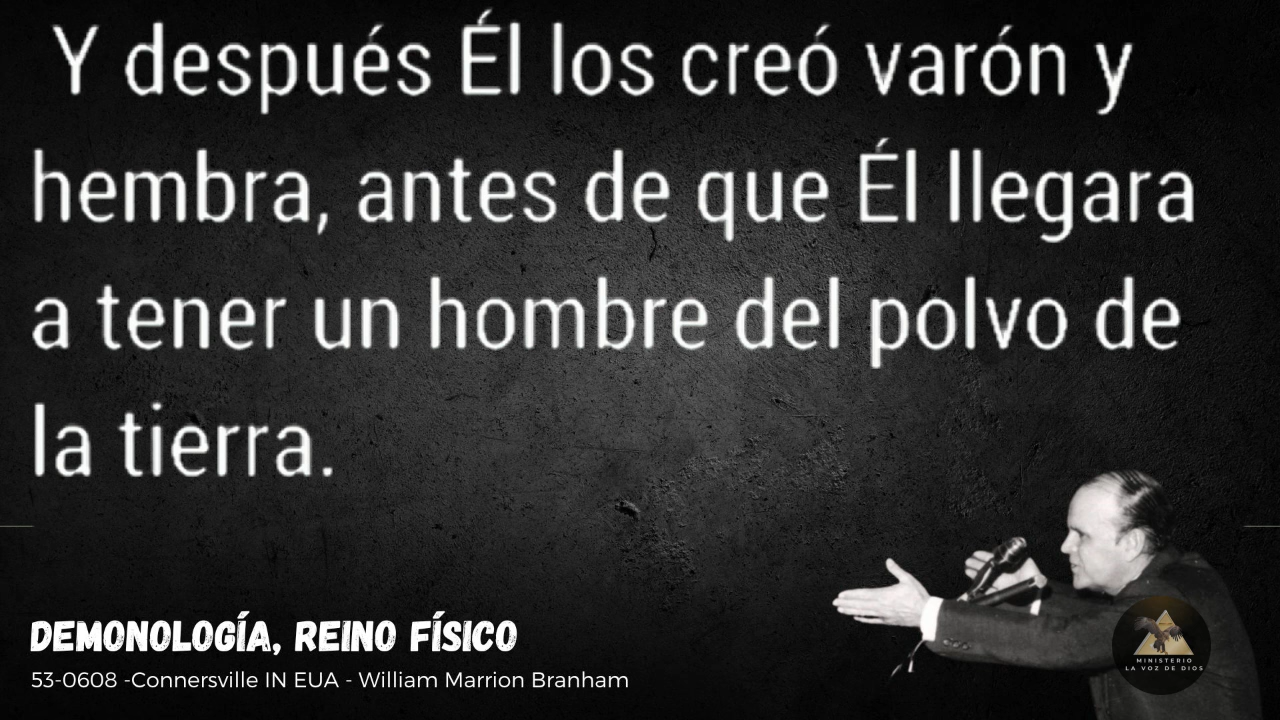 Y después Él los creó varón y
hembra, antes de que Él llegara
a tener un hombre del polvo de
la tierra.
DEMONOLOGÍA, REINO FÍSICO
53-0608 -Connersville IN EUA - William Marrion Branham
MINISTERIO
LA VOZ DE DIOS